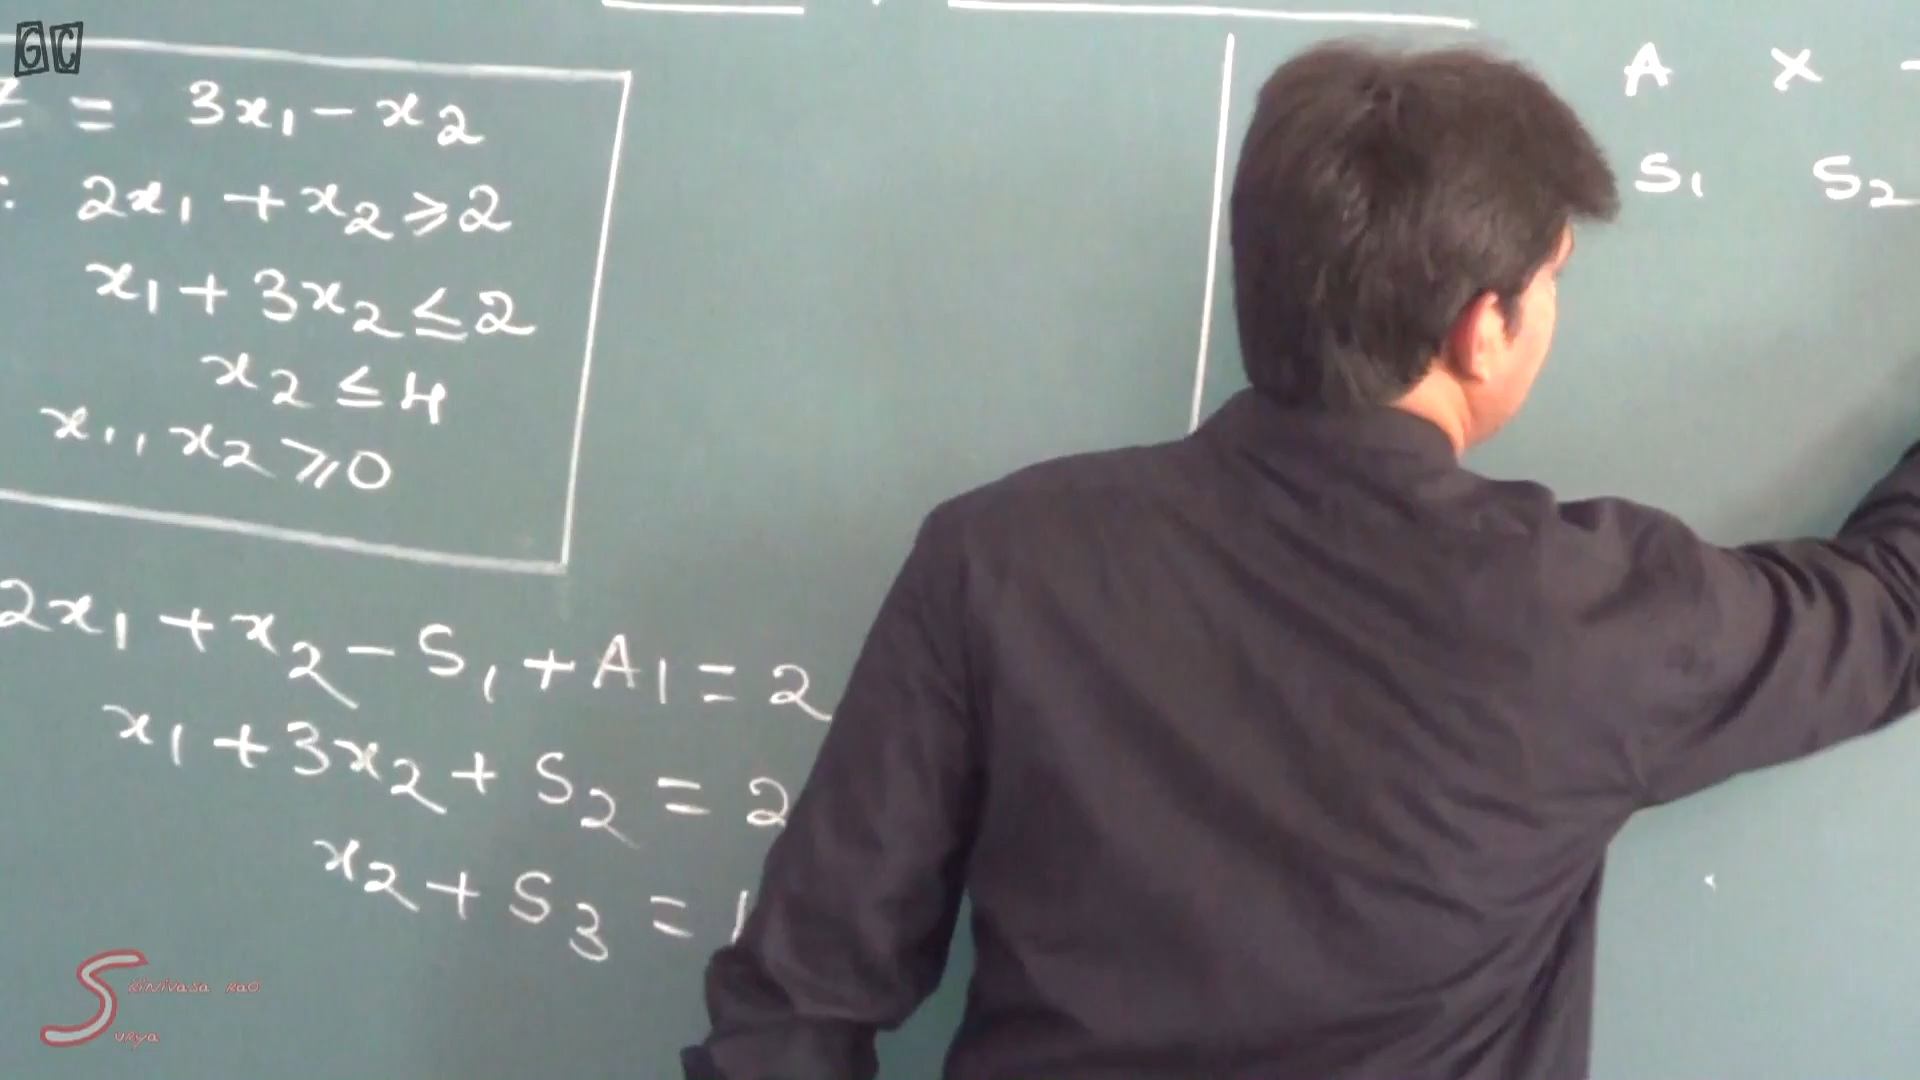 GC
z = 3x₁ - x₂
: 2x₁ + x₂ ≥ 2
x₁ + 3x₂ ≤ 2
x₂ ≤ 4
x₁, x₂ ≥ 0
2x₁ + x₂ - S₁ + A₁ = 2
x₁ + 3x₂ + S₂ = 2
x₂ + S₃ =
A X
S₁ S₂
Srinivasa Rao
Surya